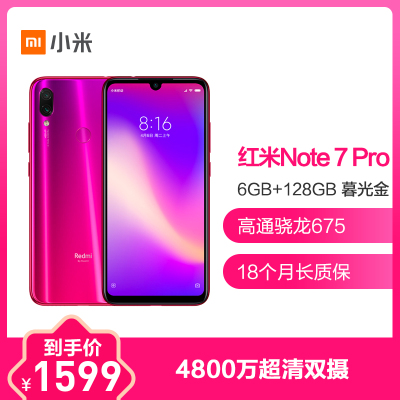 小米
红米Note 7 Pro
6GB+128GB 暮光金
高通骁龙675
18个月长质保
8:16
Redmi
到手价
¥1599
4800万超清双摄